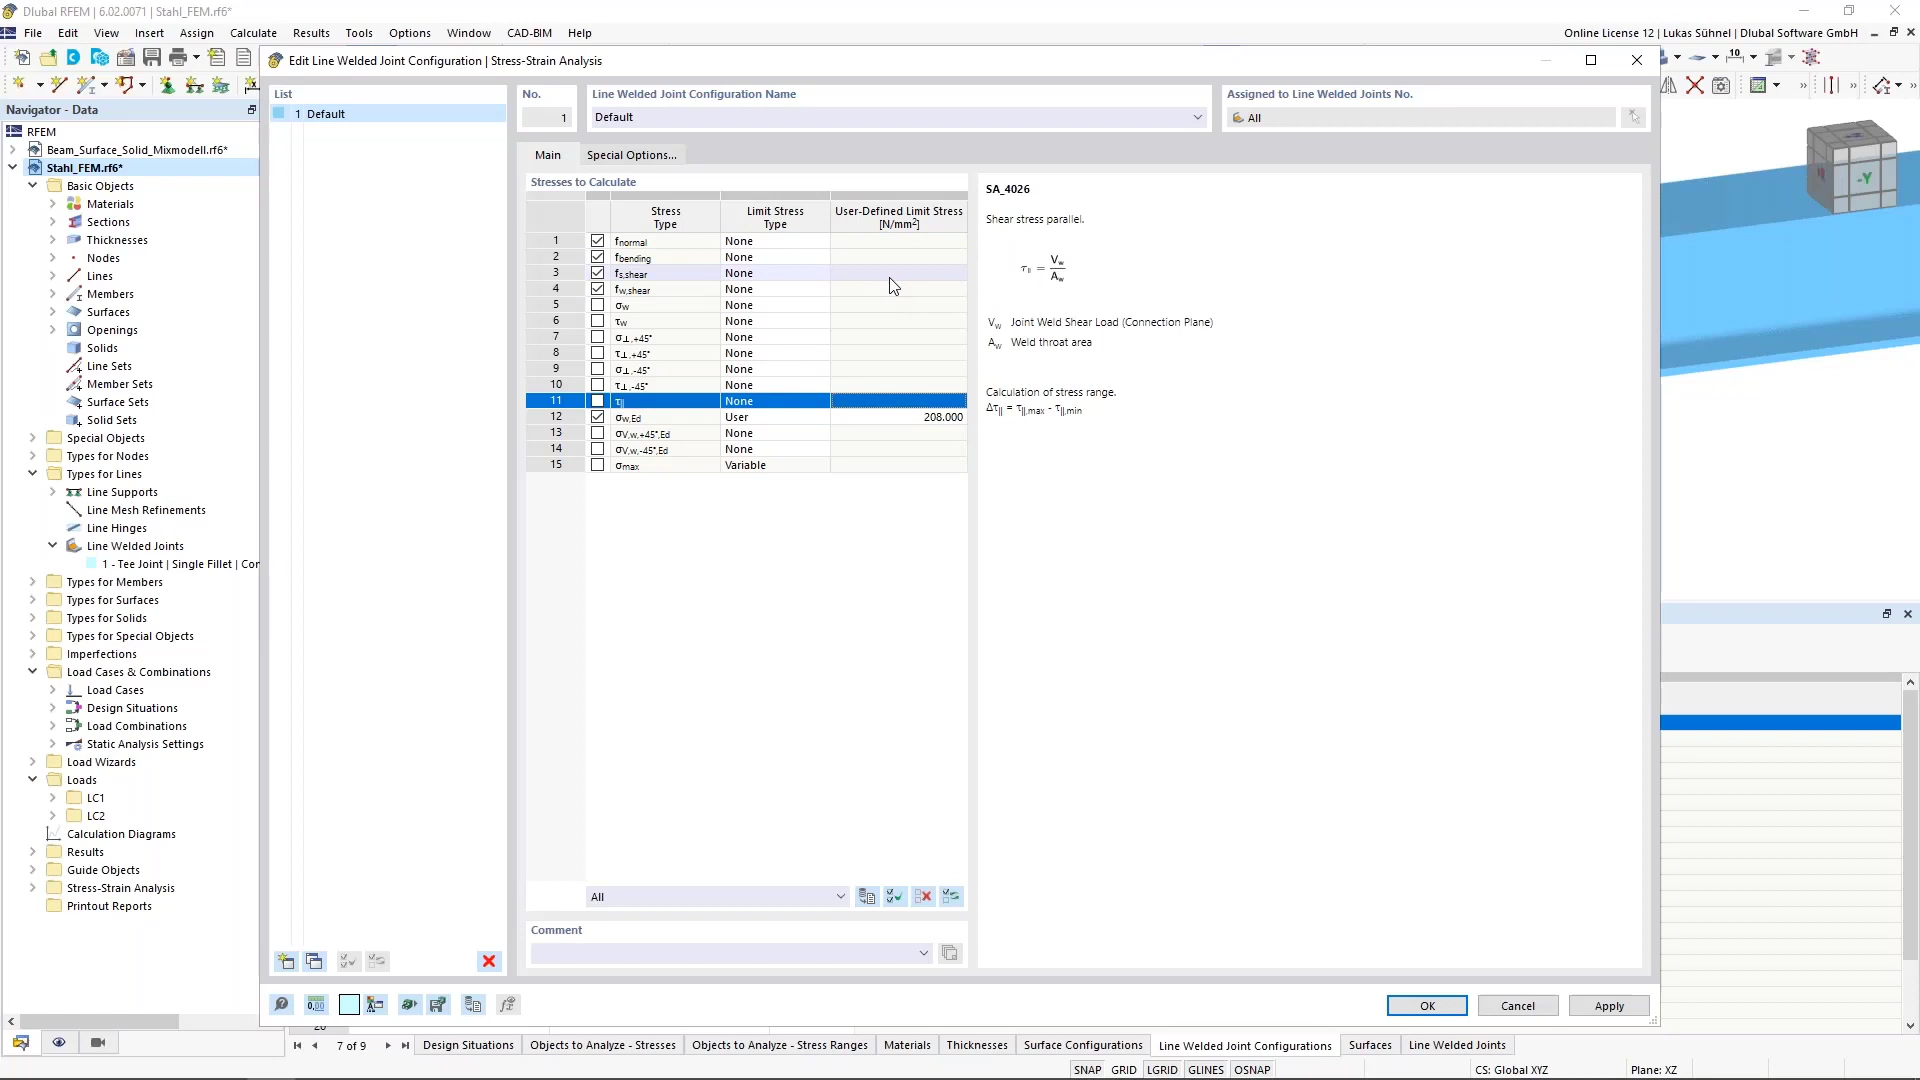 Dlubal RFEM | 6.02.0071 | Stahl_FEM.rf6*
File Edit View Insert Assign Calculate Results Tools Options Window CAD-BIM Help
Online License 12 | Lukas Sühnel | Dlubal Software GmbH
Navigator - Data
RFEM
Beam_Surface_Solid_Mixmodell.rf6*
Stahl_FEM.rf6*
Basic Objects
Materials
Sections
Thicknesses
Nodes
Lines
Members
Surfaces
Openings
Solids
Line Sets
Member Sets
Surface Sets
Solid Sets
Special Objects
Types for Nodes
Types for Lines
Line Supports
Line Mesh Refinements
Line Hinges
Line Welded Joints
1 - Tee Joint | Single Fillet | Cor
Types for Members
Types for Surfaces
Types for Solids
Types for Special Objects
Imperfections
Load Cases & Combinations
Load Cases
Design Situations
Load Combinations
Static Analysis Settings
Load Wizards
Loads
LC1
LC2
Calculation Diagrams
Results
Guide Objects
Stress-Strain Analysis
Printout Reports
Edit Line Welded Joint Configuration | Stress-Strain Analysis
List
1 Default
No.
1
Line Welded Joint Configuration Name
Default
Assigned to Line Welded Joints No.
All
Main
Special Options...
Stresses to Calculate
Stress Type
Limit Stress Type
User-Defined Limit Stress [N/mm²]
1 fnormal None
2 fbending None
3 fs,shear None
4 fw,shear None
5 σw None
6 τw None
7 σ⊥,+45° None
8 τ⊥,+45° None
9 σ⊥,-45° None
10 τ⊥,-45° None
11 τ|| None
12 σw,Ed User 208.000
13 σV,w,+45°,Ed None
14 σV,w,-45°,Ed None
15 σmax Variable
All
Comment
SA_4026
Shear stress parallel.
τ|| = Vw / Aw
Vw Joint Weld Shear Load (Connection Plane)
Aw Weld throat area
Calculation of stress range.
Δτ|| = τ||,max - τ||,min
OK
Cancel
Apply
10
-Y
0,00
20
7 of 9
Design Situations
Objects to Analyze - Stresses
Objects to Analyze - Stress Ranges
Materials
Thicknesses
Surface Configurations
Line Welded Joint Configurations
Surfaces
Line Welded Joints
SNAP GRID LGRID GLINES OSNAP
CS: Global XYZ
Plane: XZ